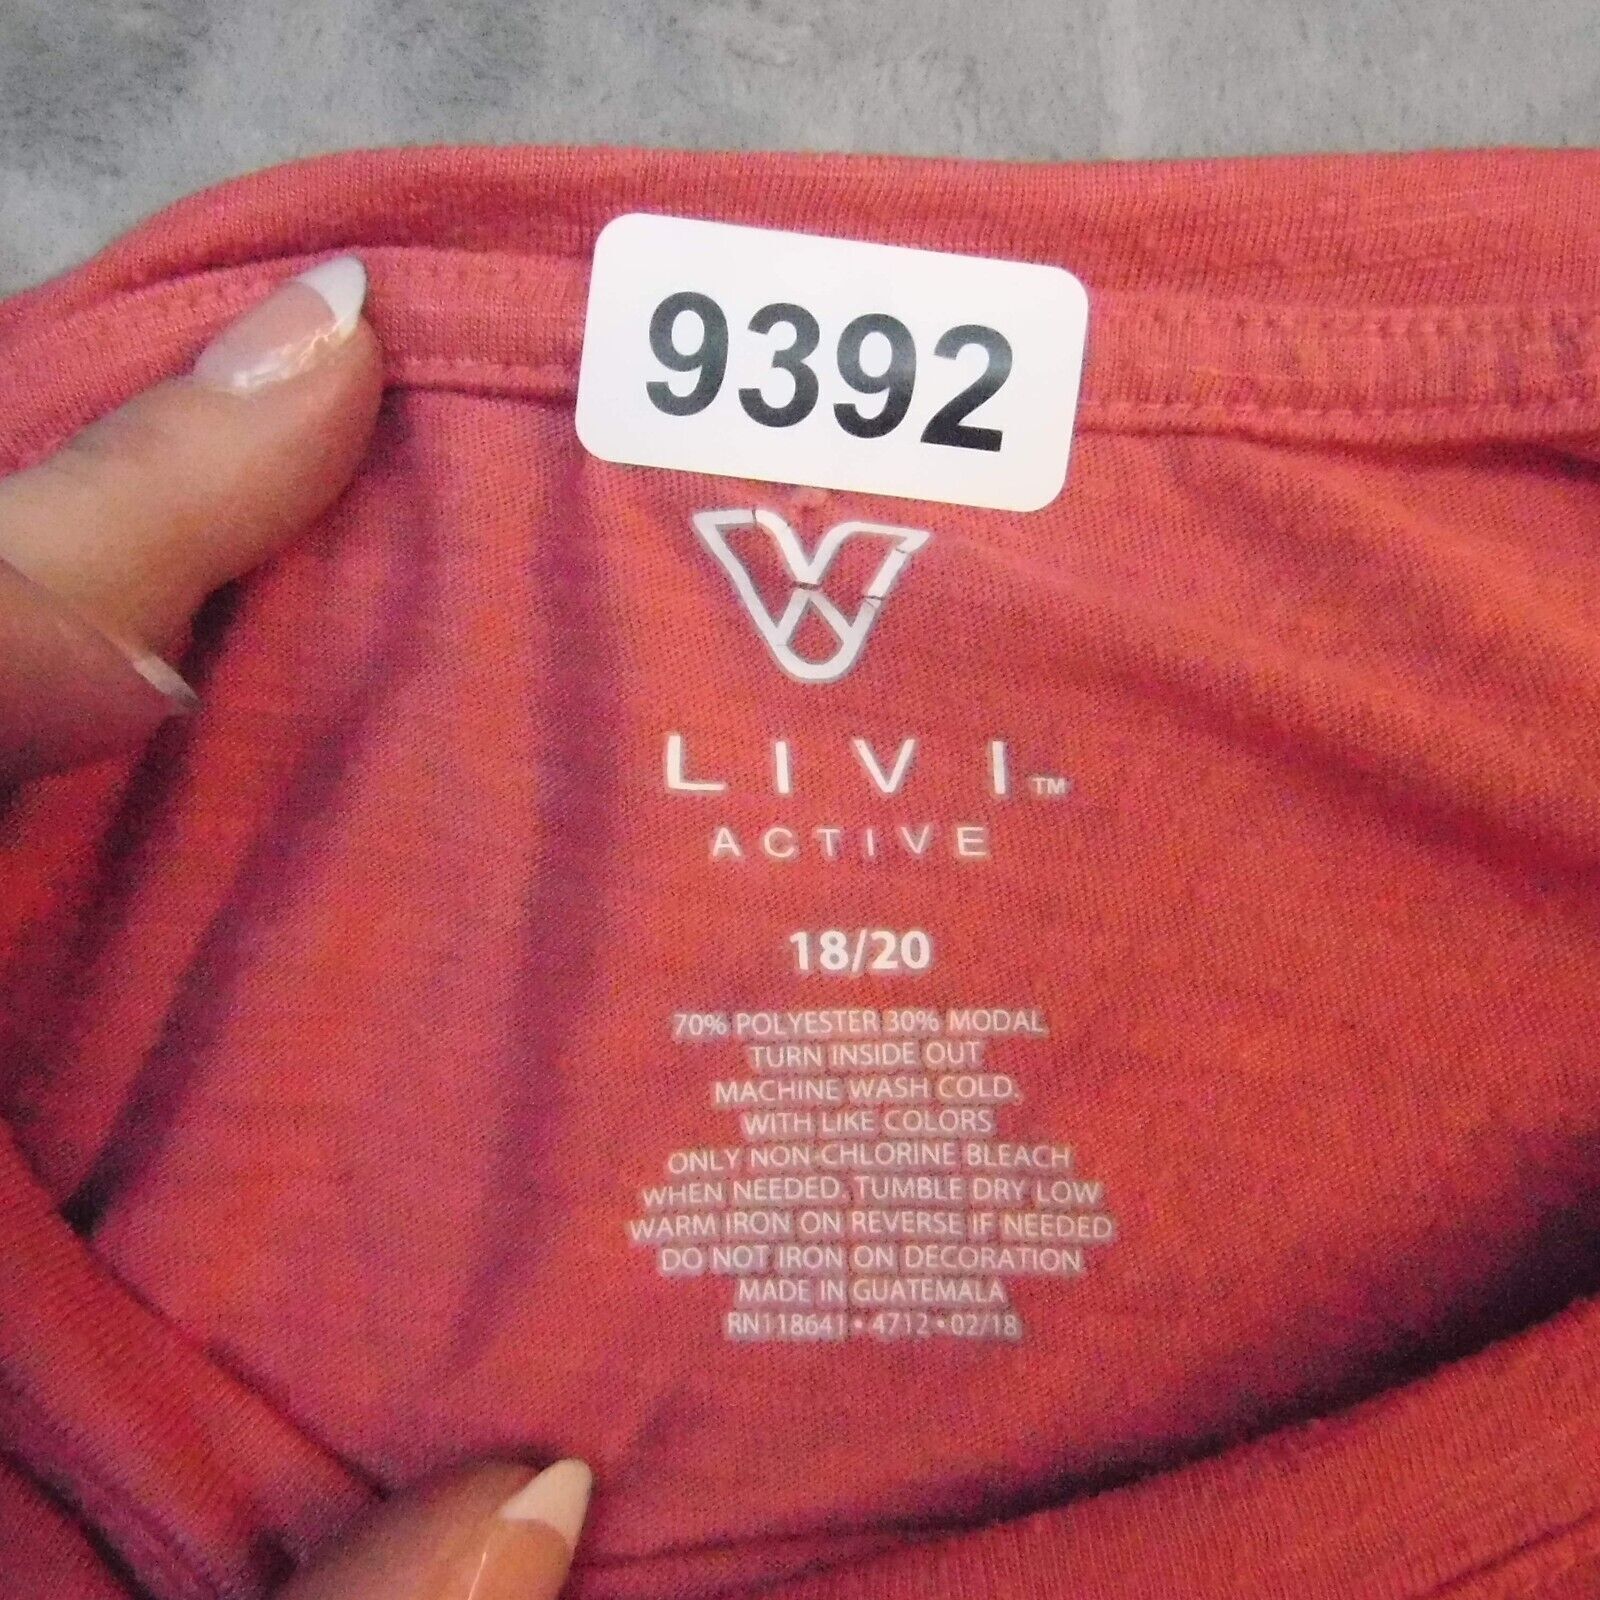 9392
LIVI™
ACTIVE
18/20
70% POLYESTER 30% MODAL
TURN INSIDE OUT
MACHINE WASH COLD.
WITH LIKE COLORS
ONLY NON-CHLORINE BLEACH
WHEN NEEDED. TUMBLE DRY LOW
WARM IRON ON REVERSE IF NEEDED
DO NOT IRON ON DECORATION
MADE IN GUATEMALA
RN118641 • 4712 • 02/18